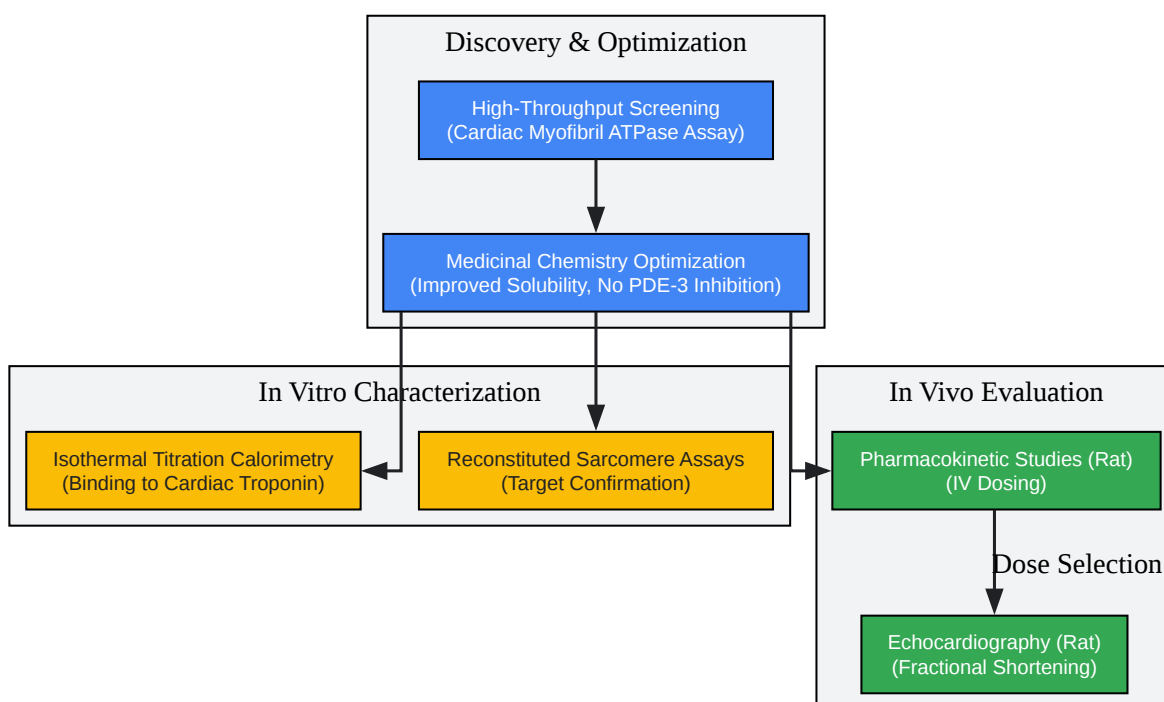 Discovery & Optimization
High-Throughput Screening
(Cardiac Myofibril ATPase Assay)
Medicinal Chemistry Optimization
(Improved Solubility, No PDE-3 Inhibition)
In Vitro Characterization
Isothermal Titration Calorimetry
(Binding to Cardiac Troponin)
Reconstituted Sarcomere Assays
(Target Confirmation)
In Vivo Evaluation
Pharmacokinetic Studies (Rat)
(IV Dosing)
Dose Selection
Echocardiography (Rat)
(Fractional Shortening)